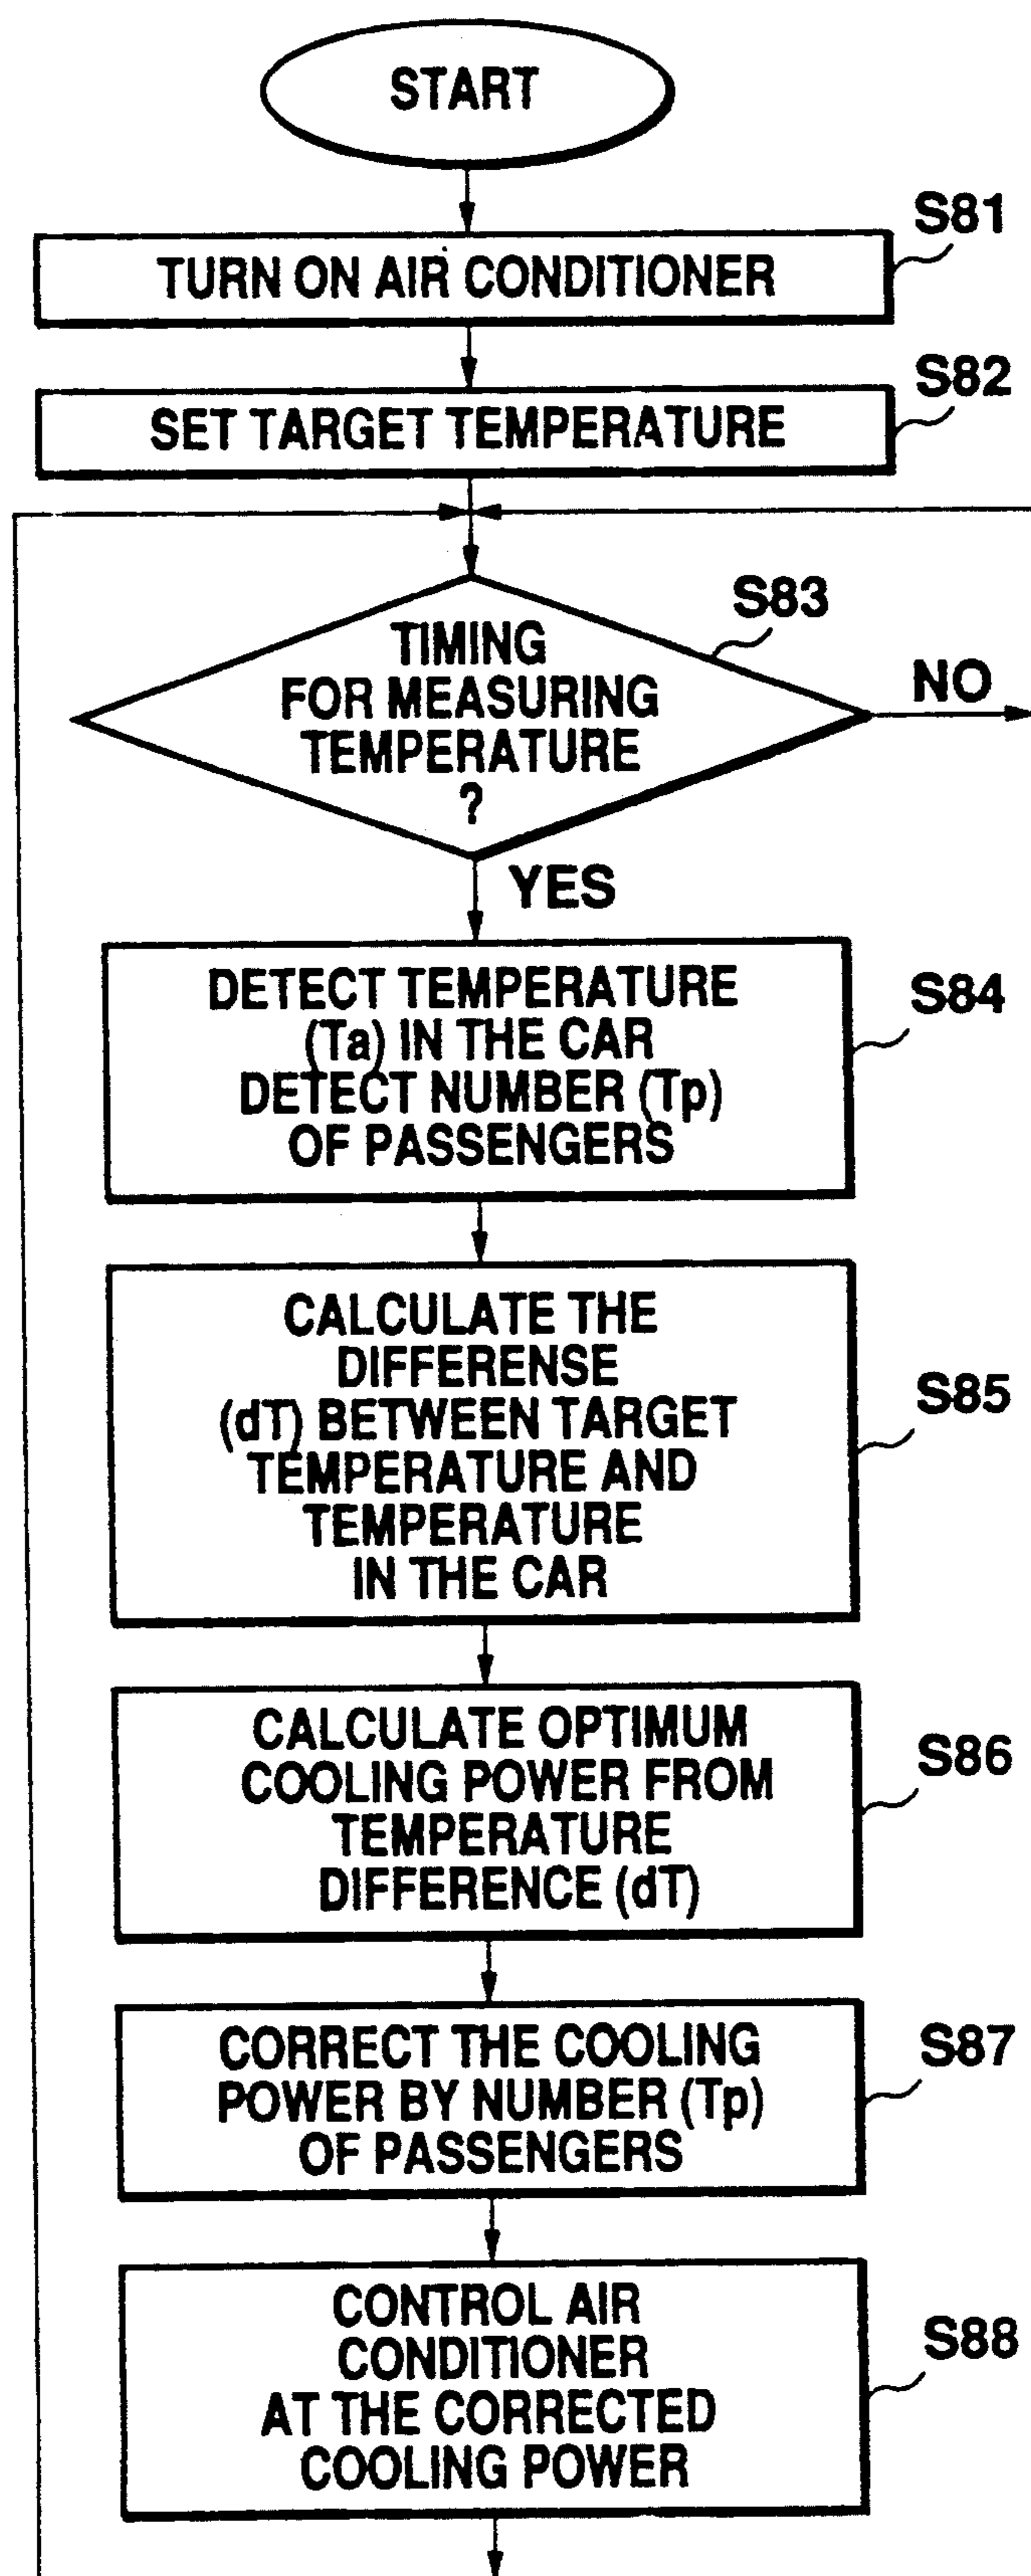 START
S81
TURN ON AIR CONDITIONER
S82
SET TARGET TEMPERATURE
S83
TIMING
FOR MEASURING
TEMPERATURE
?
NO
YES
S84
DETECT TEMPERATURE
(Ta) IN THE CAR
DETECT NUMBER (Tp)
OF PASSENGERS
S85
CALCULATE THE
DIFFERENSE
(dT) BETWEEN TARGET
TEMPERATURE AND
TEMPERATURE
IN THE CAR
S86
CALCULATE OPTIMUM
COOLING POWER FROM
TEMPERATURE
DIFFERENCE (dT)
S87
CORRECT THE COOLING
POWER BY NUMBER (Tp)
OF PASSENGERS
S88
CONTROL AIR
CONDITIONER
AT THE CORRECTED
COOLING POWER